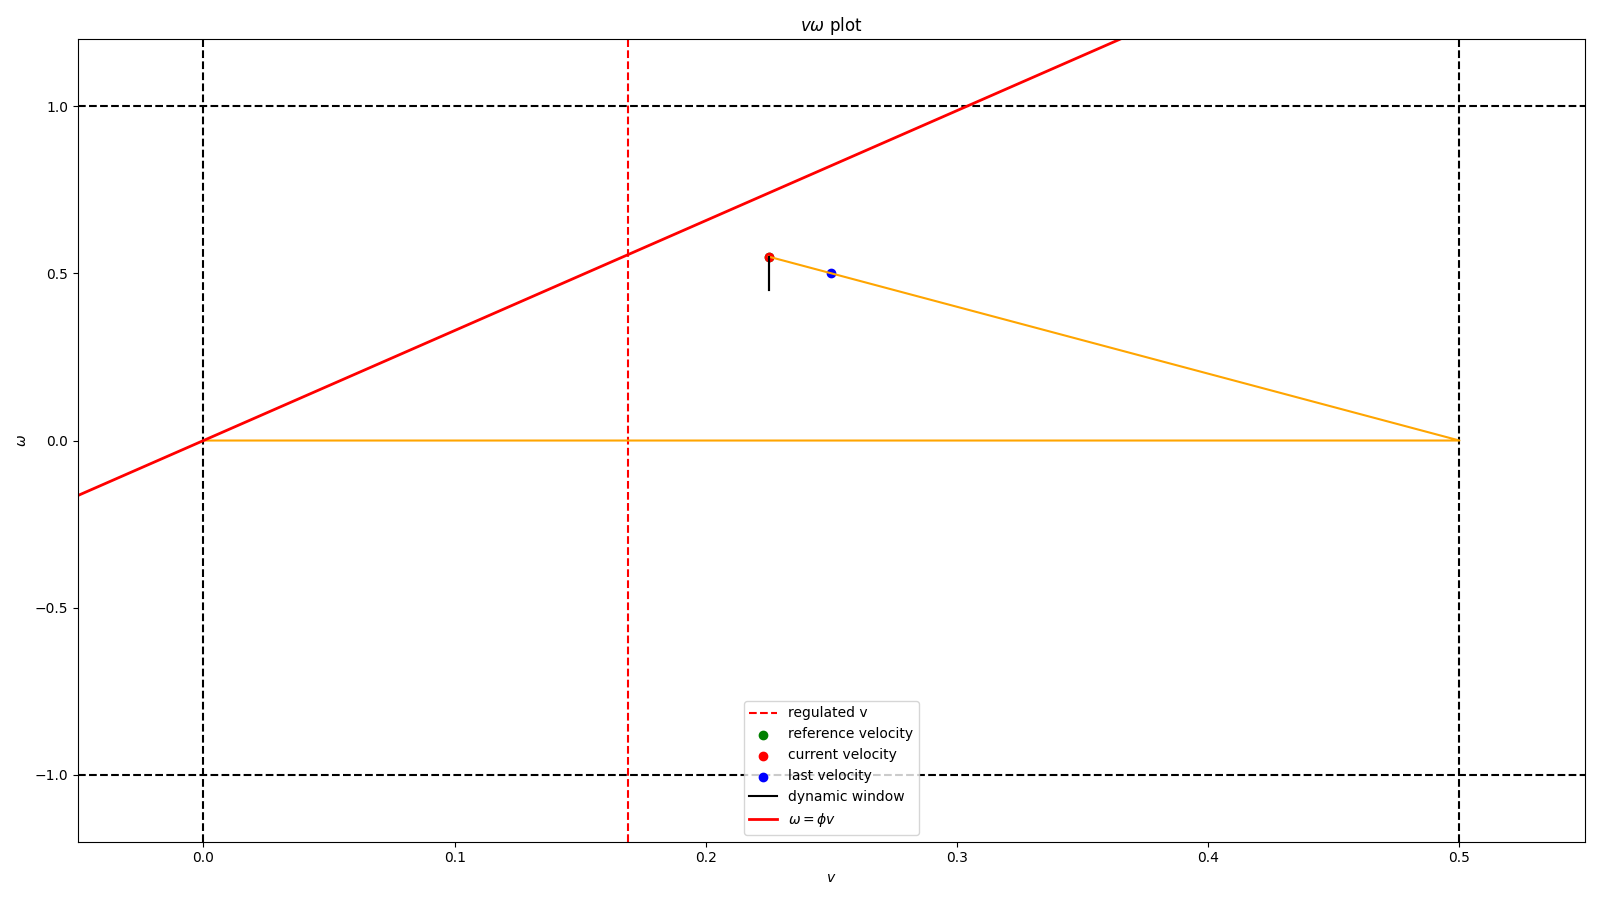 vω plot
1.0
0.5
0.0
−0.5
−1.0
ω
regulated v
reference velocity
current velocity
last velocity
dynamic window
ω = ϕv
0.0 0.1 0.2 0.3 0.4 0.5
v